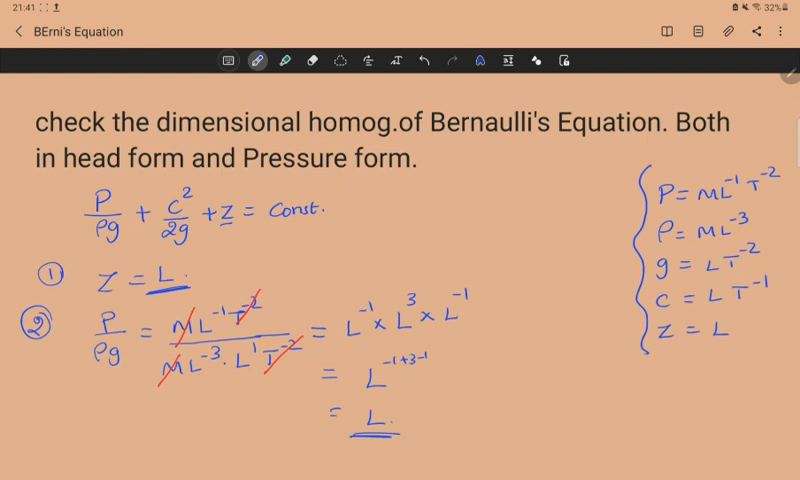 21:41
32%
BErni's Equation
check the dimensional homog.of Bernaulli's Equation. Both
in head form and Pressure form.
P/ρg + c²/2g + z = Const.
① Z = L.
② P/ρg = ML⁻¹T⁻² / ML⁻³·L¹T⁻² = L⁻¹ × L³ × L⁻¹
= L⁻¹⁺³⁻¹
= L.
P = ML⁻¹T⁻²
ρ = ML⁻³
g = LT⁻²
c = LT⁻¹
Z = L